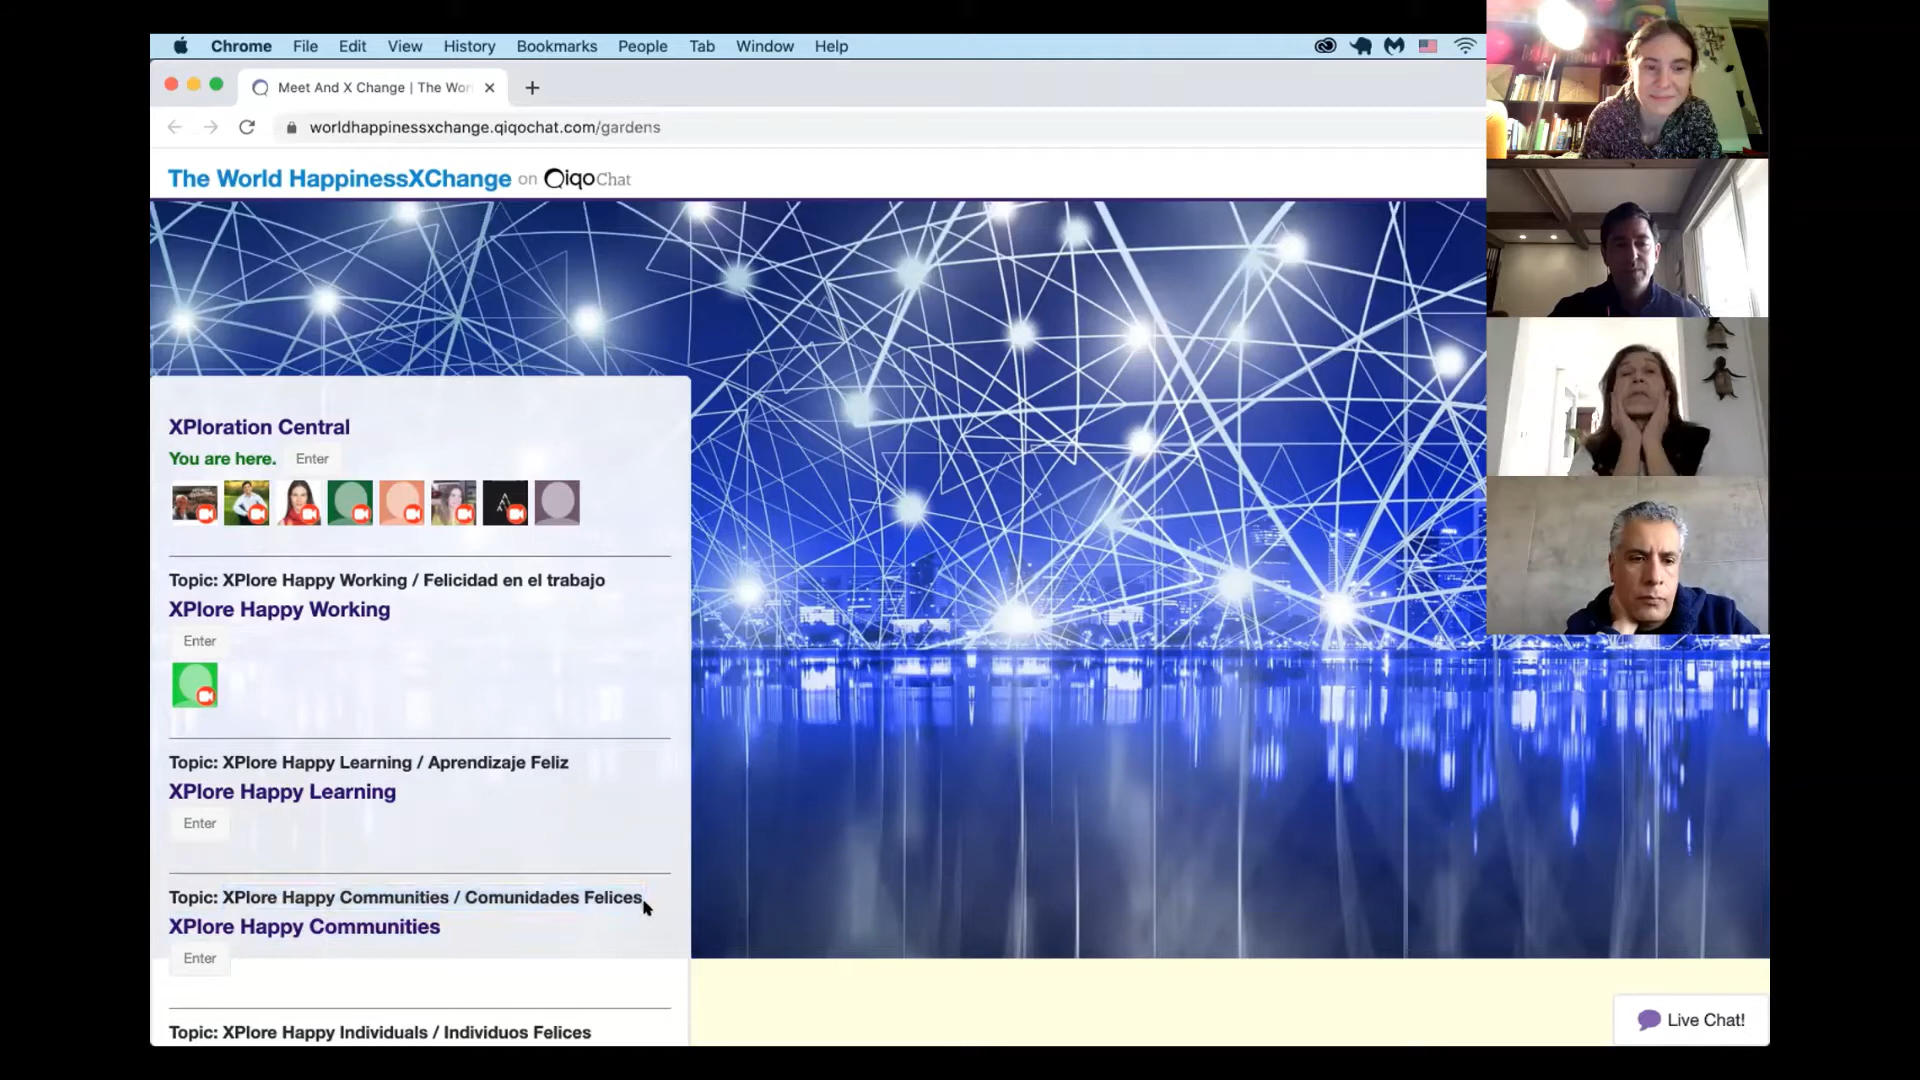 Chrome File Edit View History Bookmarks People Tab Window Help
Meet And X Change | The Wor
worldhappinessxchange.qiqochat.com/gardens
The World HappinessXChange on QiqoChat
XPloration Central
You are here. Enter
Topic: XPlore Happy Working / Felicidad en el trabajo
XPlore Happy Working
Enter
Topic: XPlore Happy Learning / Aprendizaje Feliz
XPlore Happy Learning
Enter
Topic: XPlore Happy Communities / Comunidades Felices
XPlore Happy Communities
Enter
Topic: XPlore Happy Individuals / Individuos Felices
Live Chat!